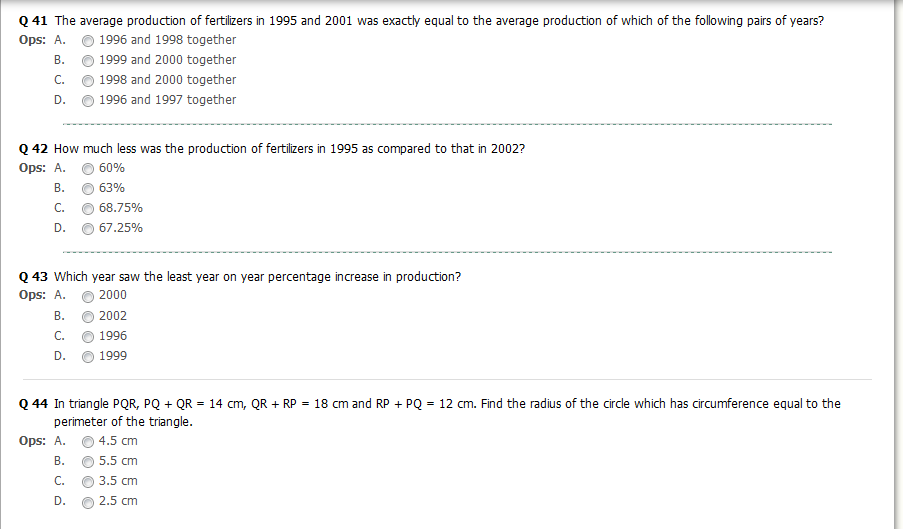 Q 41 The average production of fertilizers in 1995 and 2001 was exactly equal to the average production of which of the following pairs of years?
Ops: A. 1996 and 1998 together
B. 1999 and 2000 together
C. 1998 and 2000 together
D. 1996 and 1997 together
Q 42 How much less was the production of fertilizers in 1995 as compared to that in 2002?
Ops: A. 60%
B. 63%
C. 68.75%
D. 67.25%
Q 43 Which year saw the least year on year percentage increase in production?
Ops: A. 2000
B. 2002
C. 1996
D. 1999
Q 44 In triangle PQR, PQ + QR = 14 cm, QR + RP = 18 cm and RP + PQ = 12 cm. Find the radius of the circle which has circumference equal to the
perimeter of the triangle.
Ops: A. 4.5 cm
B. 5.5 cm
C. 3.5 cm
D. 2.5 cm